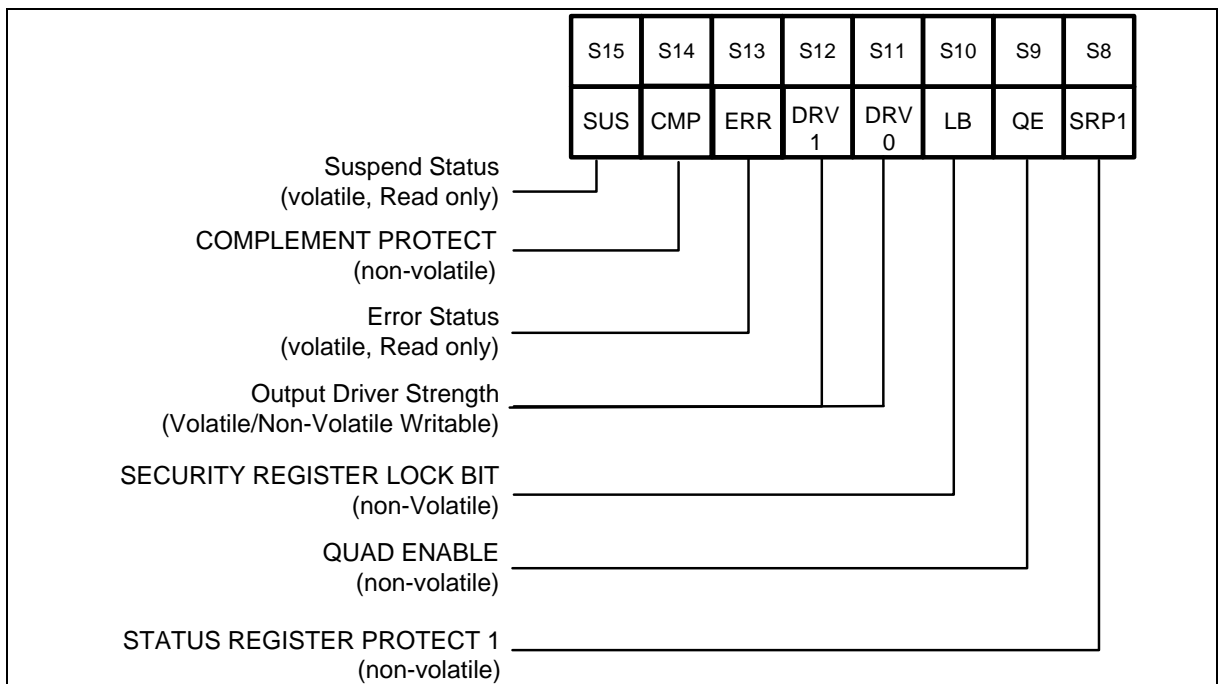 S15 S14 S13 S12 S11 S10 S9 S8
SUS CMP ERR DRV 1 DRV 0 LB QE SRP1
Suspend Status
(volatile, Read only)
COMPLEMENT PROTECT
(non-volatile)
Error Status
(volatile, Read only)
Output Driver Strength
(Volatile/Non-Volatile Writable)
SECURITY REGISTER LOCK BIT
(non-Volatile)
QUAD ENABLE
(non-volatile)
STATUS REGISTER PROTECT 1
(non-volatile)